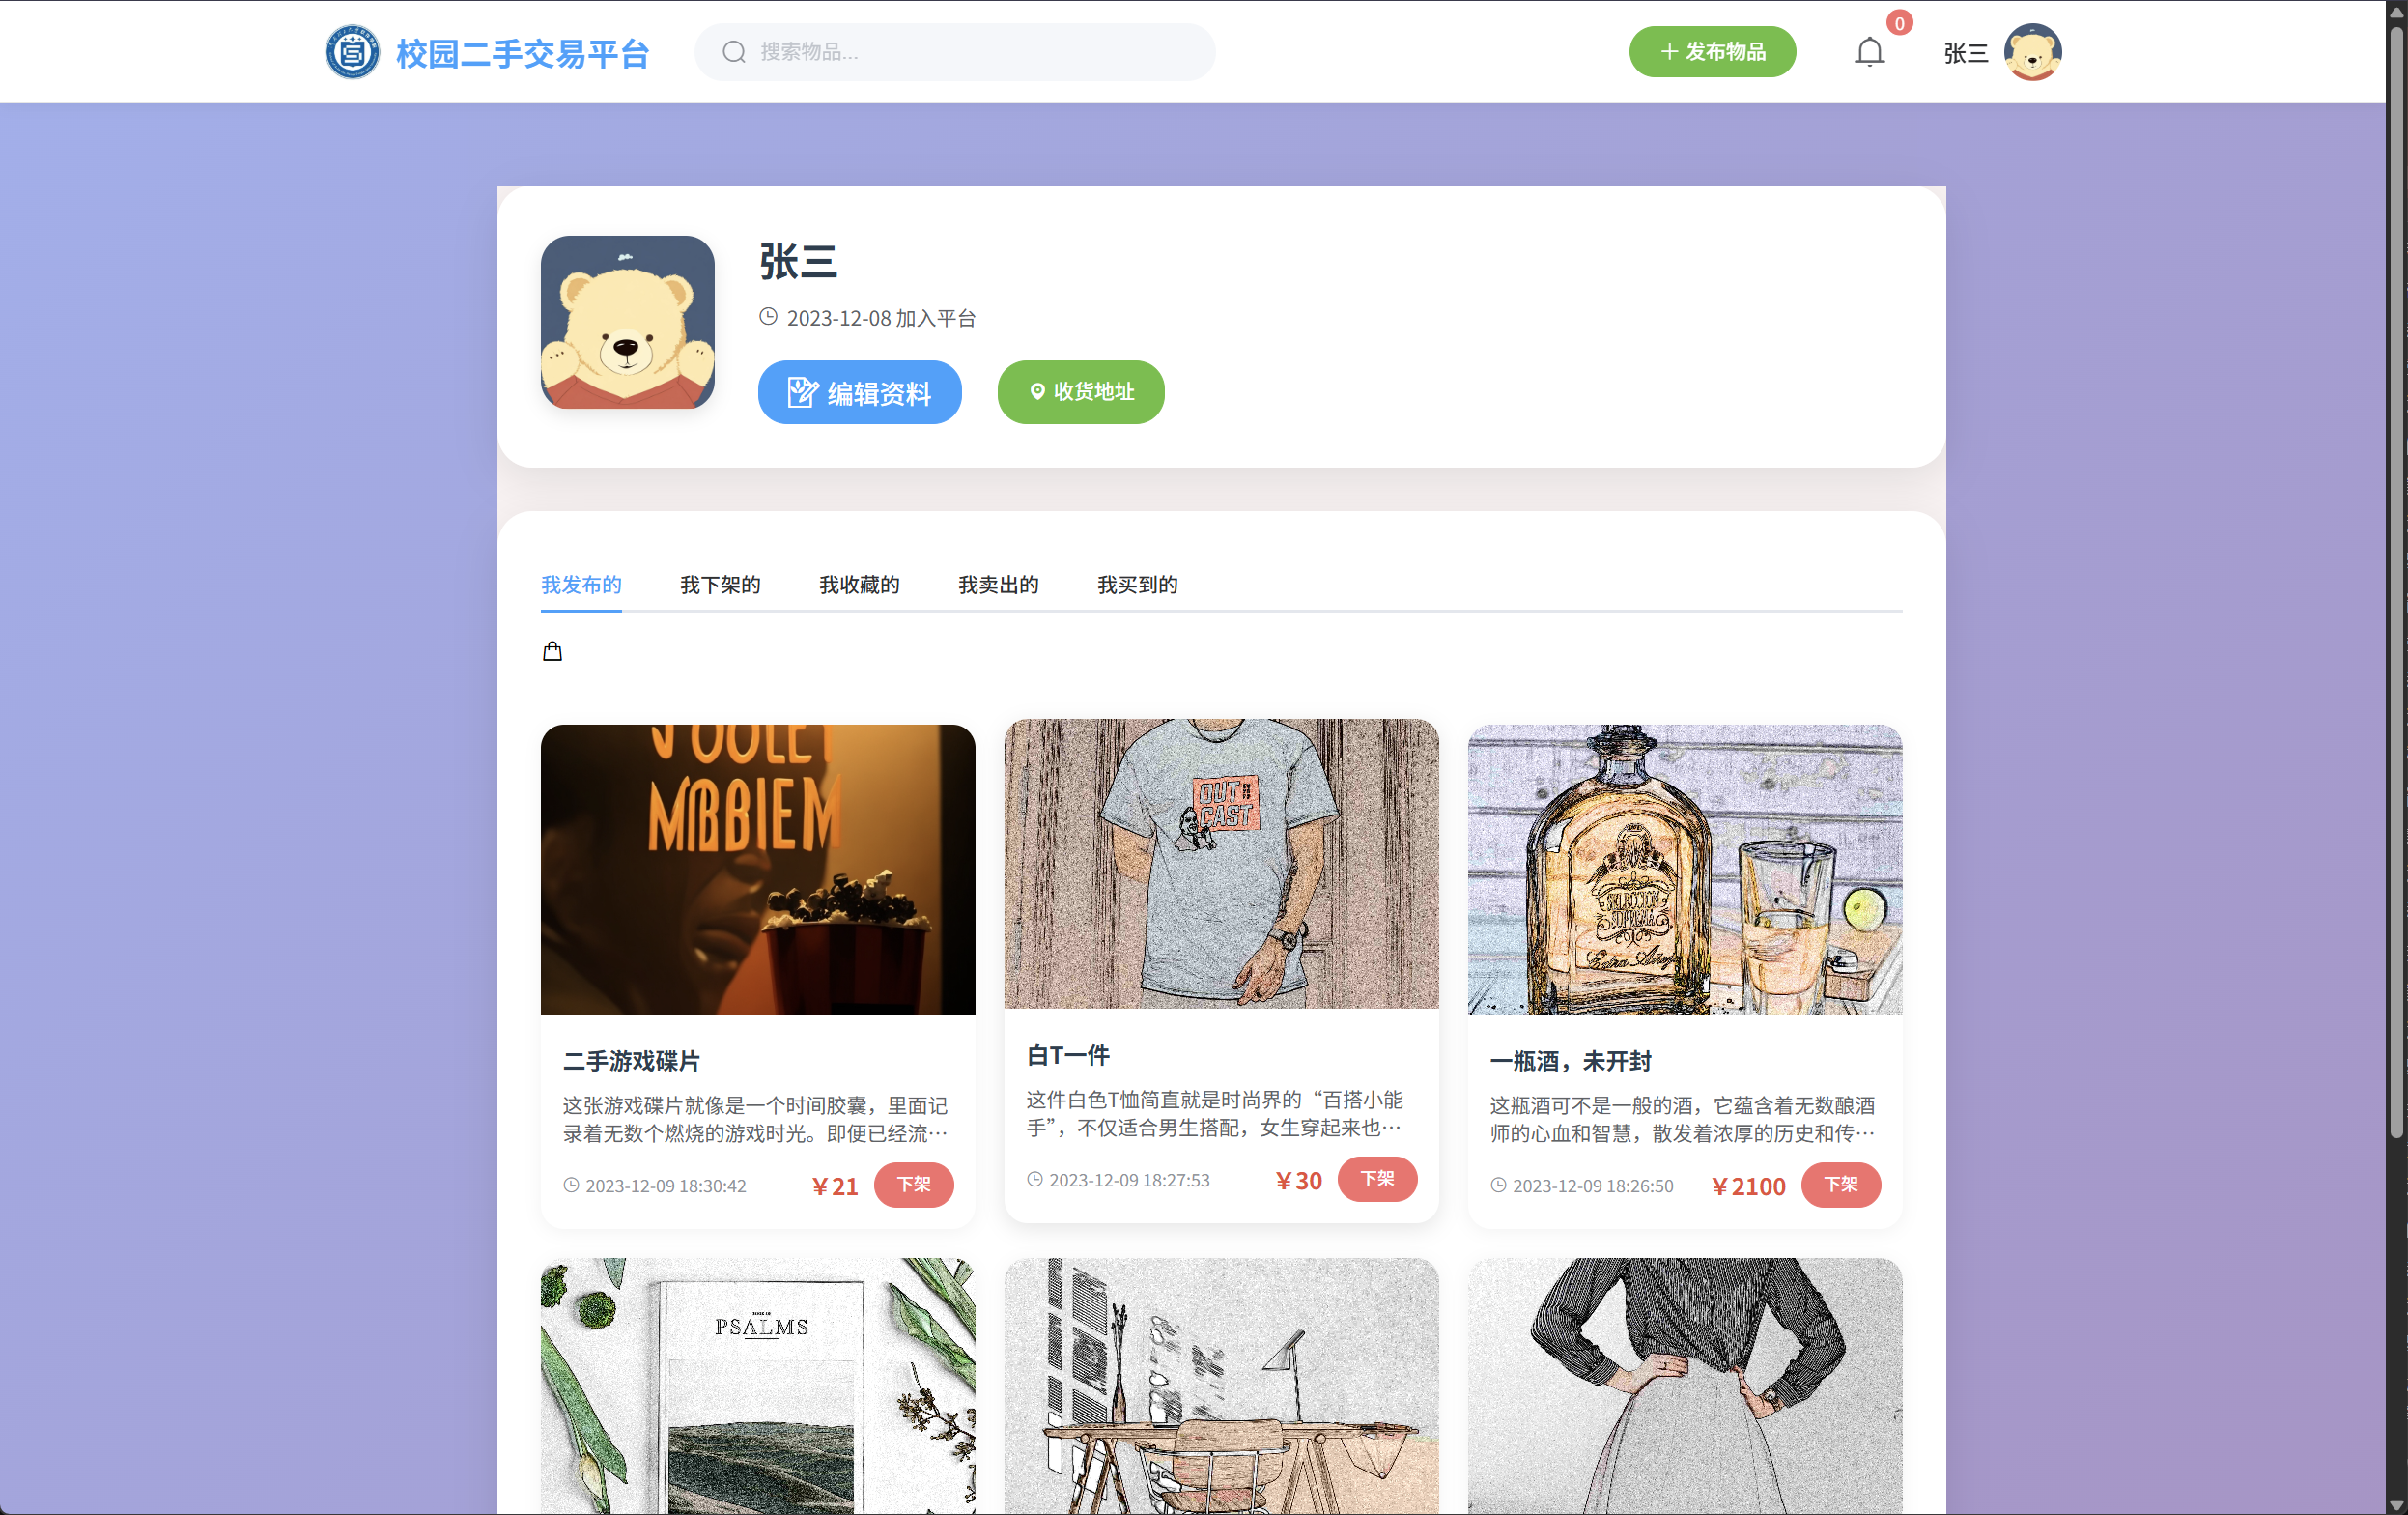 校园二手交易平台
搜索物品...
发布物品
0
张三
张三
2023-12-08 加入平台
编辑资料
收货地址
我发布的
我下架的
我收藏的
我卖出的
我买到的
MBBIEM
OUT
CAST
Extra Añejo
二手游戏碟片
这张游戏碟片就像是一个时间胶囊，里面记
录着无数个燃烧的游戏时光。即便已经流…
2023-12-09 18:30:42
￥21
下架
白T一件
这件白色T恤简直就是时尚界的“百搭小能
手”，不仅适合男生搭配，女生穿起来也…
2023-12-09 18:27:53
￥30
下架
一瓶酒，未开封
这瓶酒可不是一般的酒，它蕴含着无数酿酒
师的心血和智慧，散发着浓厚的历史和传…
2023-12-09 18:26:50
￥2100
下架
PSALMS